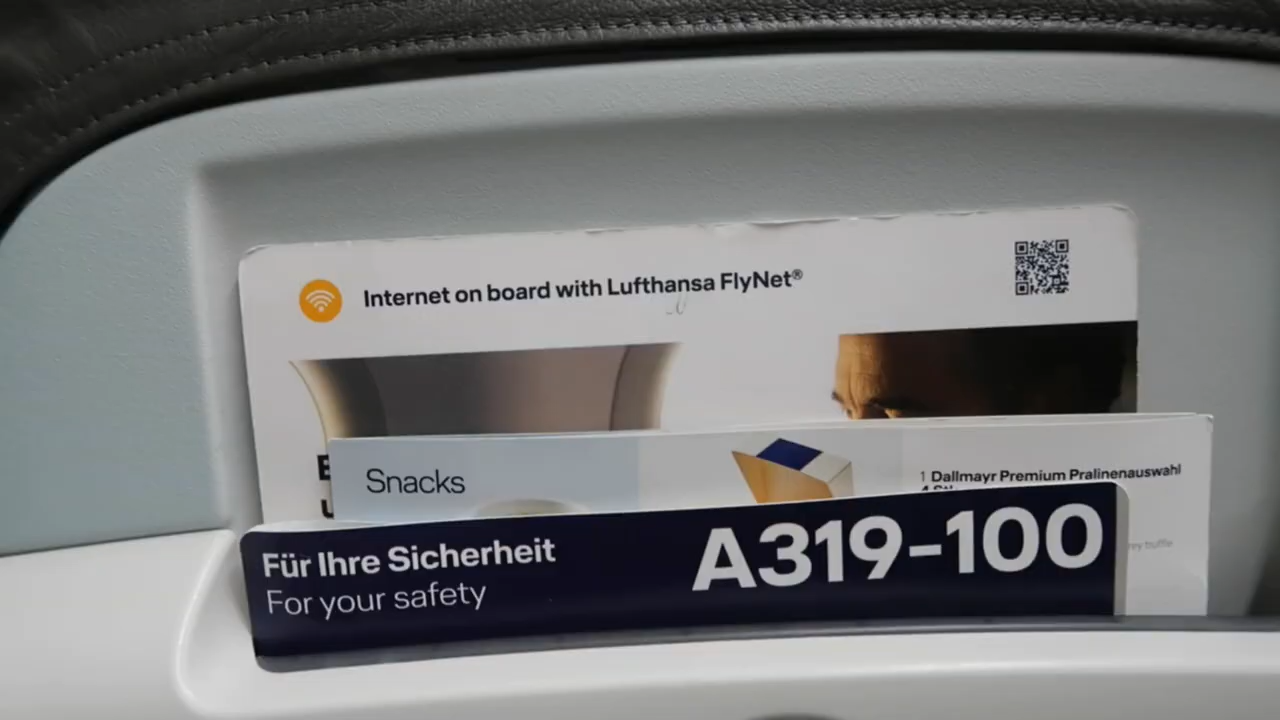 Internet on board with Lufthansa FlyNet®
Snacks
1 Dallmayr Premium Pralinenauswahl
Für Ihre Sicherheit
For your safety
A319-100
truffle